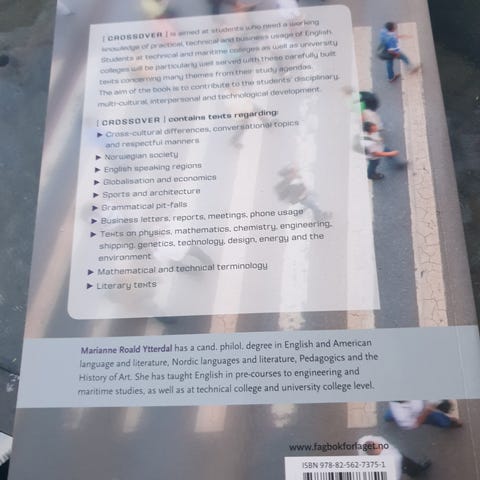 [ CROSSOVER ] is aimed at students who need a working
knowledge of practical, technical and business usage of English.
Students at technical and maritime colleges as well as university
colleges will be particularly well served with these carefully built
texts concerning many themes from their study agendas.
The aim of the book is to contribute to the students' disciplinary,
multi-cultural, interpersonal and technological development.
[ CROSSOVER ] contains texts regarding:
▶ Cross-cultural differences, conversational topics
and respectful manners
▶ Norwegian society
▶ English speaking regions
▶ Globalisation and economics
▶ Sports and architecture
▶ Grammatical pit-falls
▶ Business letters, reports, meetings, phone usage
▶ Texts on physics, mathematics, chemistry, engineering,
shipping, genetics, technology, design, energy and the
environment
▶ Mathematical and technical terminology
▶ Literary texts
Marianne Roald Ytterdal has a cand. philol. degree in English and American
language and literature, Nordic languages and literature, Pedagogics and the
History of Art. She has taught English in pre-courses to engineering and
maritime studies, as well as at technical college and university college level.
www.fagbokforlaget.no
ISBN 978-82-562-7375-1